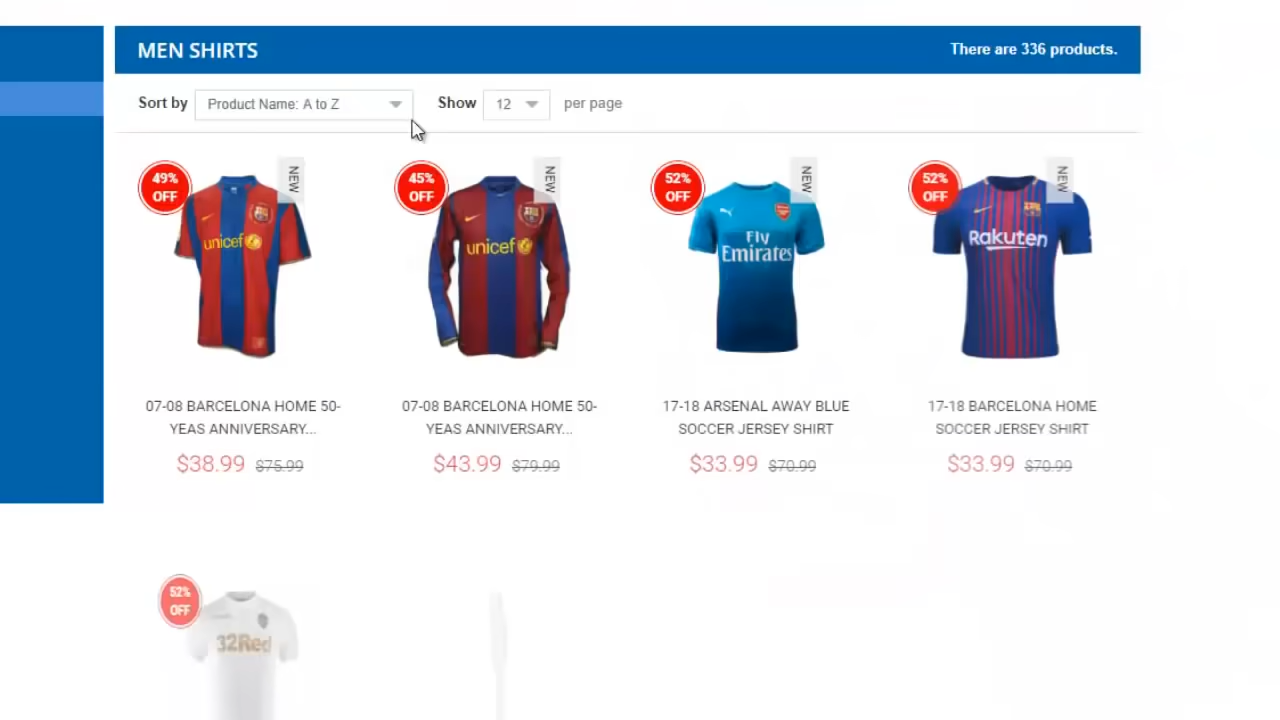 MEN SHIRTS
There are 336 products.
Sort by
Product Name: A to Z
Show
12
per page
49%
OFF
NEW
unicef
45%
OFF
NEW
unicef
52%
OFF
NEW
Fly
Emirates
52%
OFF
NEW
Rakuten
07-08 BARCELONA HOME 50-
YEAS ANNIVERSARY...
$38.99 $75.99
07-08 BARCELONA HOME 50-
YEAS ANNIVERSARY...
$43.99 $79.99
17-18 ARSENAL AWAY BLUE
SOCCER JERSEY SHIRT
$33.99 $70.99
17-18 BARCELONA HOME
SOCCER JERSEY SHIRT
$33.99 $70.99
52%
OFF
32Red